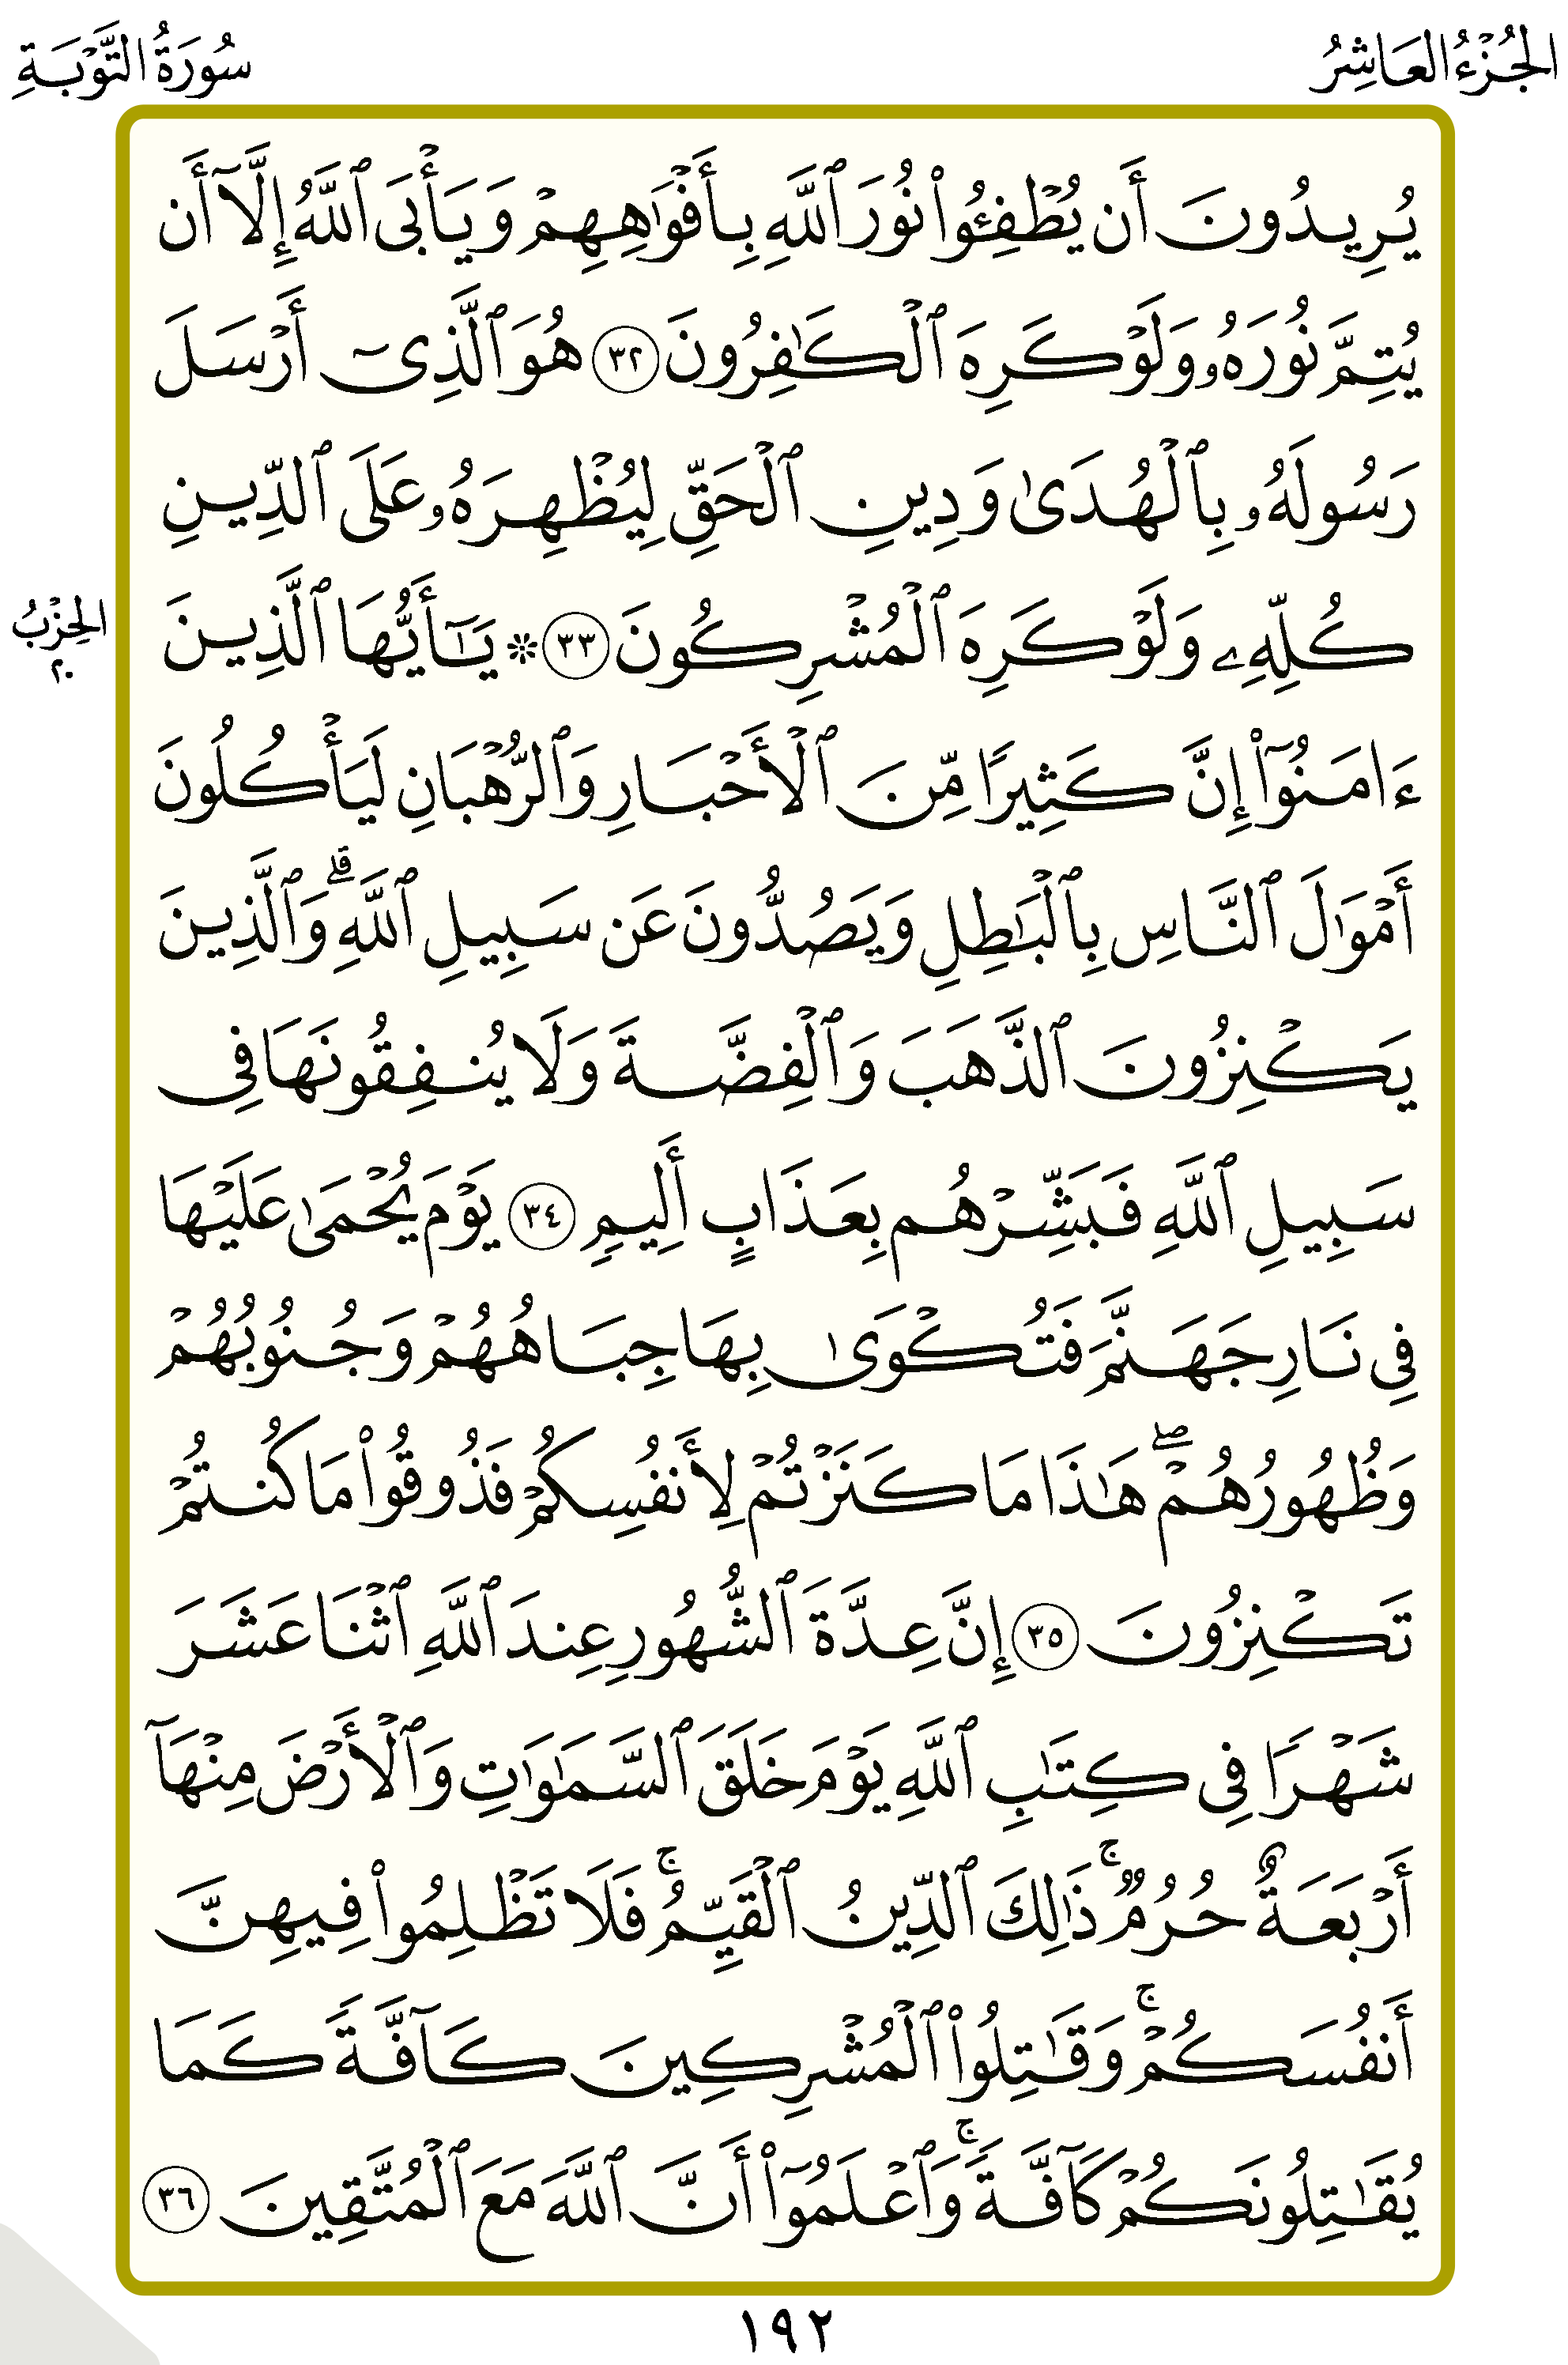 الجُزْءُ العَاشِرُ
سُورَةُ التَّوْبَةِ
يُرِيدُونَ أَن يُطْفِـُٔوا۟ نُورَ ٱللَّهِ بِأَفْوَٰهِهِمْ وَيَأْبَى ٱللَّهُ إِلَّآ أَن
يُتِمَّ نُورَهُۥ وَلَوْ كَرِهَ ٱلْكَٰفِرُونَ ٣٢ هُوَ ٱلَّذِىٓ أَرْسَلَ
رَسُولَهُۥ بِٱلْهُدَىٰ وَدِينِ ٱلْحَقِّ لِيُظْهِرَهُۥ عَلَى ٱلدِّينِ
كُلِّهِۦ وَلَوْ كَرِهَ ٱلْمُشْرِكُونَ ٣٣ ۞ يَٰٓأَيُّهَا ٱلَّذِينَ
الحِزْبُ
٢٠
ءَامَنُوٓا۟ إِنَّ كَثِيرًا مِّنَ ٱلْأَحْبَارِ وَٱلرُّهْبَانِ لَيَأْكُلُونَ
أَمْوَٰلَ ٱلنَّاسِ بِٱلْبَٰطِلِ وَيَصُدُّونَ عَن سَبِيلِ ٱللَّهِ ۗ وَٱلَّذِينَ
يَكْنِزُونَ ٱلذَّهَبَ وَٱلْفِضَّةَ وَلَا يُنفِقُونَهَا فِى
سَبِيلِ ٱللَّهِ فَبَشِّرْهُم بِعَذَابٍ أَلِيمٍ ٣٤ يَوْمَ يُحْمَىٰ عَلَيْهَا
فِى نَارِ جَهَنَّمَ فَتُكْوَىٰ بِهَا جِبَاهُهُمْ وَجُنُوبُهُمْ
وَظُهُورُهُمْ ۖ هَٰذَا مَا كَنَزْتُمْ لِأَنفُسِكُمْ فَذُوقُوا۟ مَا كُنتُمْ
تَكْنِزُونَ ٣٥ إِنَّ عِدَّةَ ٱلشُّهُورِ عِندَ ٱللَّهِ ٱثْنَا عَشَرَ
شَهْرًا فِى كِتَٰبِ ٱللَّهِ يَوْمَ خَلَقَ ٱلسَّمَٰوَٰتِ وَٱلْأَرْضَ مِنْهَآ
أَرْبَعَةٌ حُرُمٌ ۚ ذَٰلِكَ ٱلدِّينُ ٱلْقَيِّمُ ۚ فَلَا تَظْلِمُوا۟ فِيهِنَّ
أَنفُسَكُمْ ۚ وَقَٰتِلُوا۟ ٱلْمُشْرِكِينَ كَآفَّةً كَمَا
يُقَٰتِلُونَكُمْ كَآفَّةً ۚ وَٱعْلَمُوٓا۟ أَنَّ ٱللَّهَ مَعَ ٱلْمُتَّقِينَ ٣٦
١٩٢